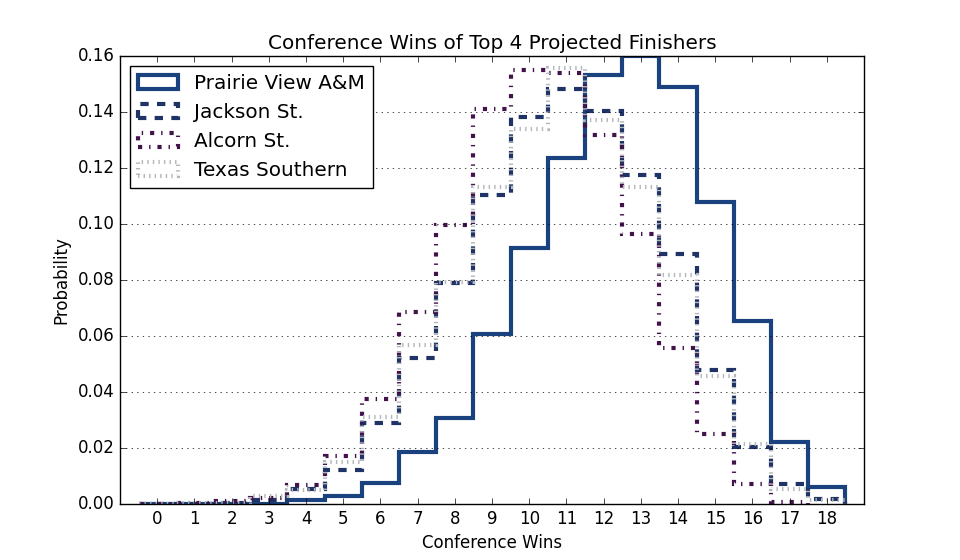 Conference Wins of Top 4 Projected Finishers
Prairie View A&M
Jackson St.
Alcorn St.
Texas Southern
Probability
0.16
0.14
0.12
0.10
0.08
0.06
0.04
0.02
0.00
0 1 2 3 4 5 6 7 8 9 10 11 12 13 14 15 16 17 18
Conference Wins